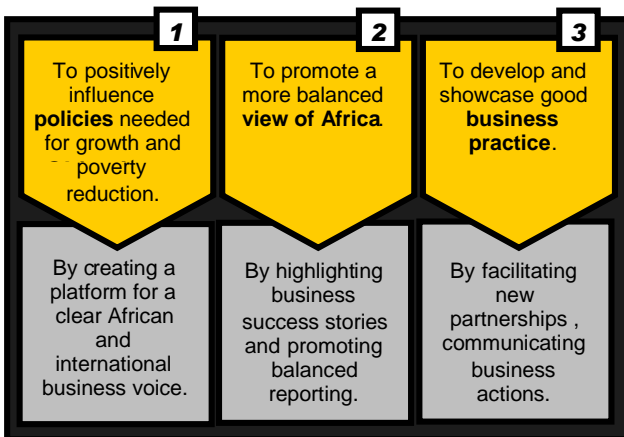 1
To positively
influence
policies needed
for growth and
poverty
reduction.
By creating a
platform for a
clear African
and
international
business voice.
2
To promote a
more balanced
view of Africa
By highlighting
business
success stories
and promoting
balanced
reporting.
3
To develop and
showcase good
business
practice.
By facilitating
new
partnerships ,
communicating
business
actions.